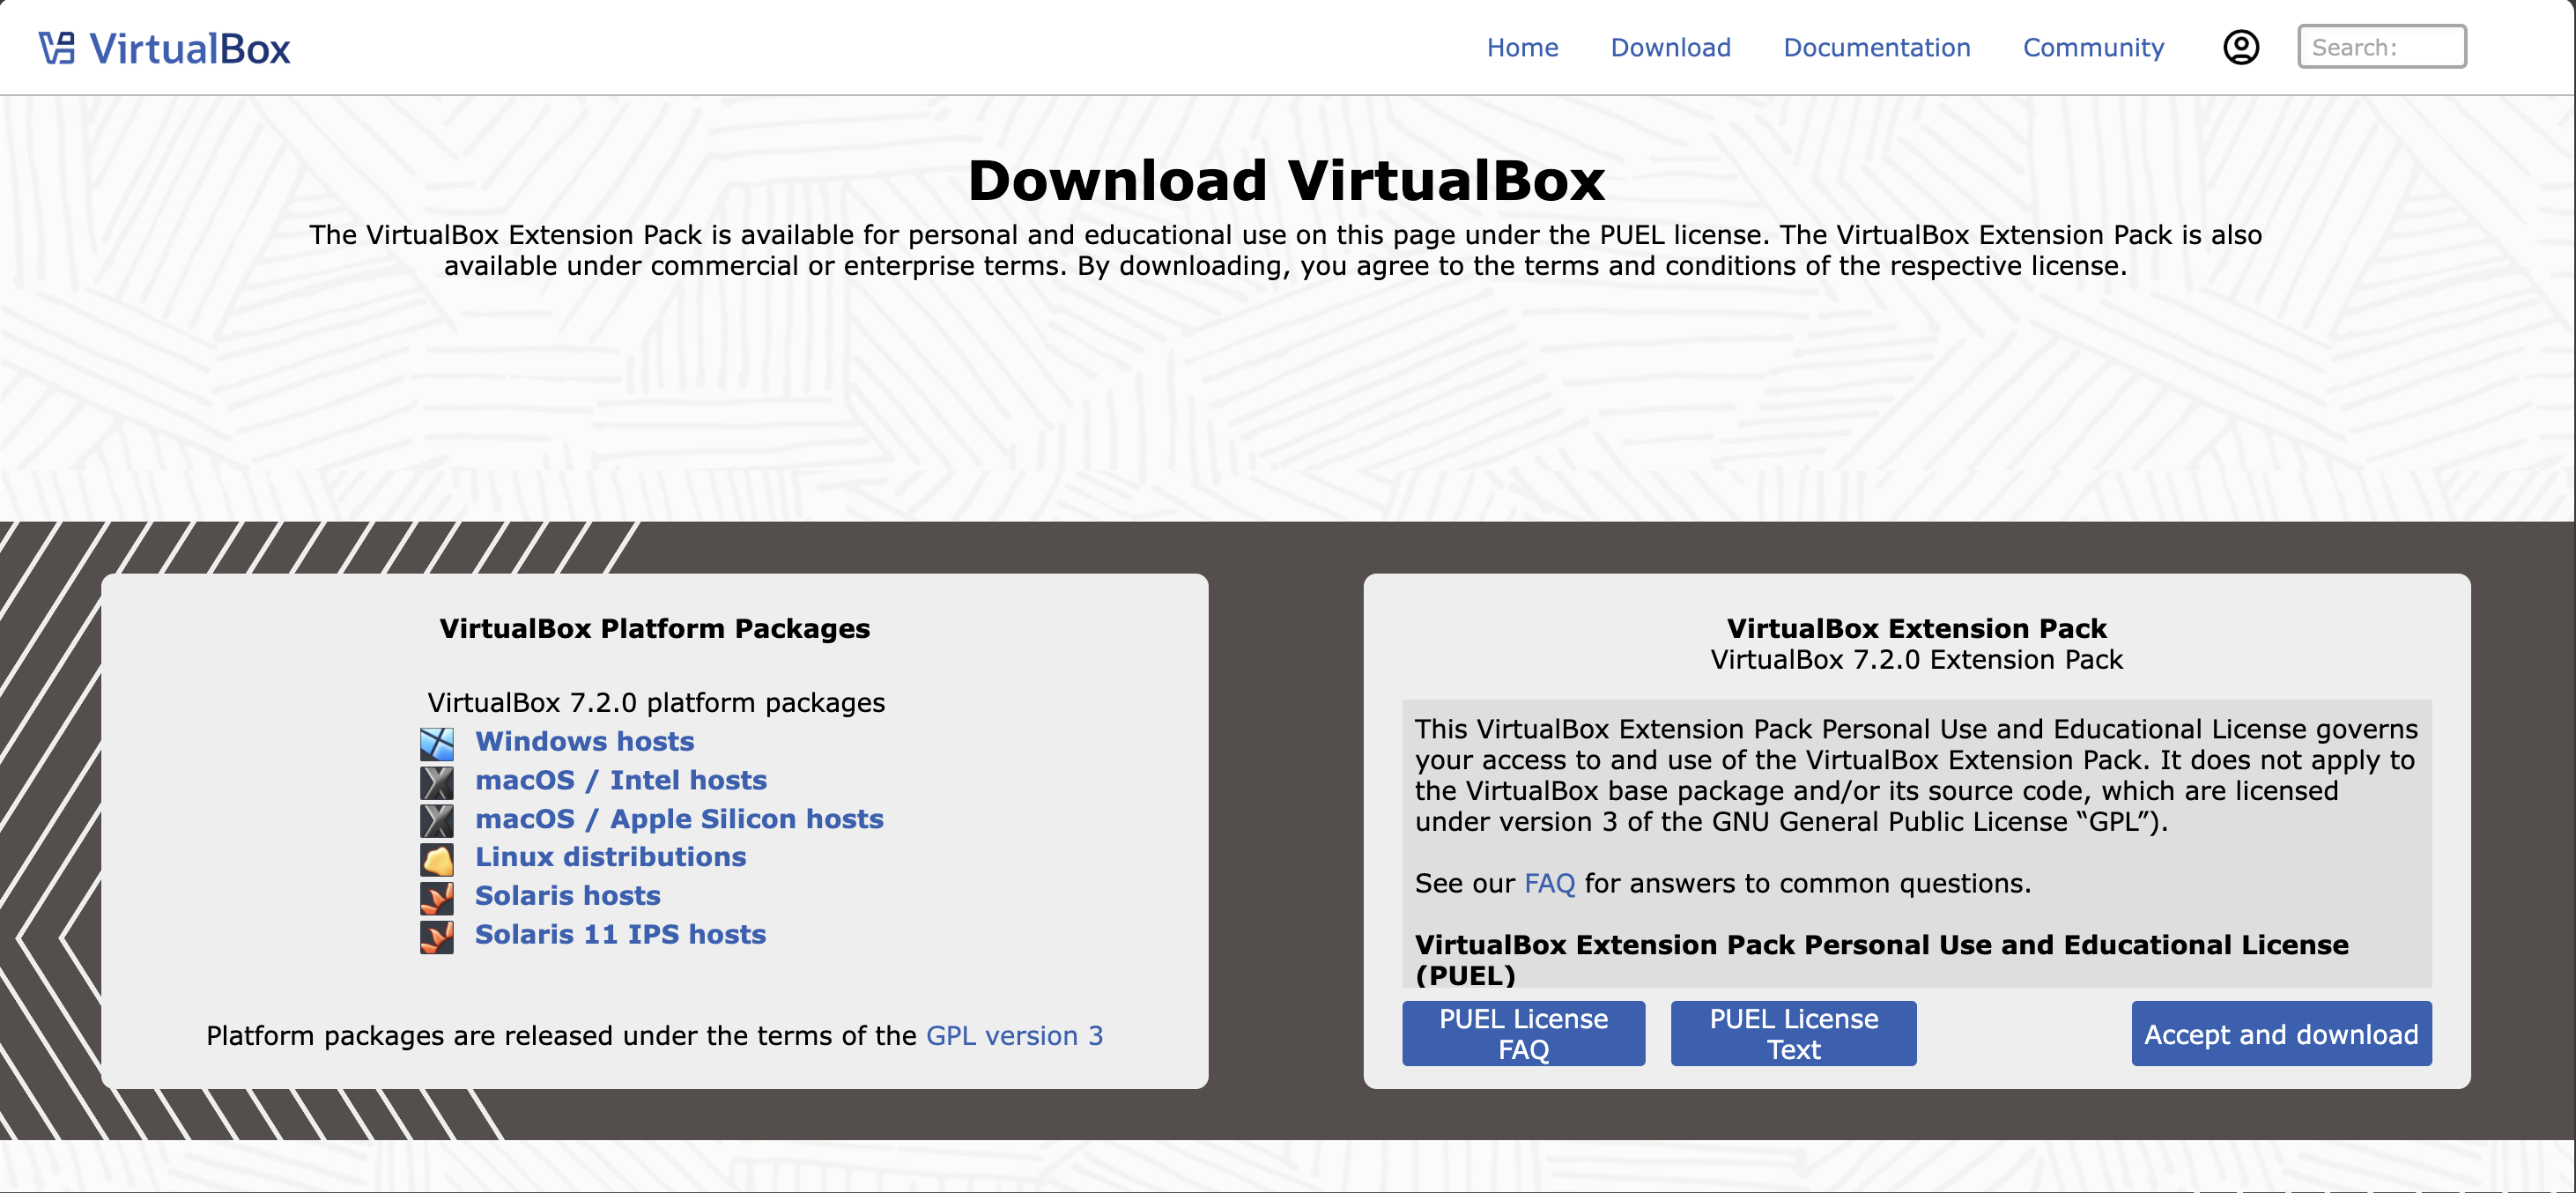 VirtualBox
Home
Download
Documentation
Community
Search:
Download VirtualBox
The VirtualBox Extension Pack is available for personal and educational use on this page under the PUEL license. The VirtualBox Extension Pack is also
available under commercial or enterprise terms. By downloading, you agree to the terms and conditions of the respective license.
VirtualBox Platform Packages
VirtualBox 7.2.0 platform packages
Windows hosts
macOS / Intel hosts
macOS / Apple Silicon hosts
Linux distributions
Solaris hosts
Solaris 11 IPS hosts
Platform packages are released under the terms of the GPL version 3
VirtualBox Extension Pack
VirtualBox 7.2.0 Extension Pack
This VirtualBox Extension Pack Personal Use and Educational License governs
your access to and use of the VirtualBox Extension Pack. It does not apply to
the VirtualBox base package and/or its source code, which are licensed
under version 3 of the GNU General Public License “GPL”).
See our FAQ for answers to common questions.
VirtualBox Extension Pack Personal Use and Educational License
(PUEL)
PUEL License
FAQ
PUEL License
Text
Accept and download